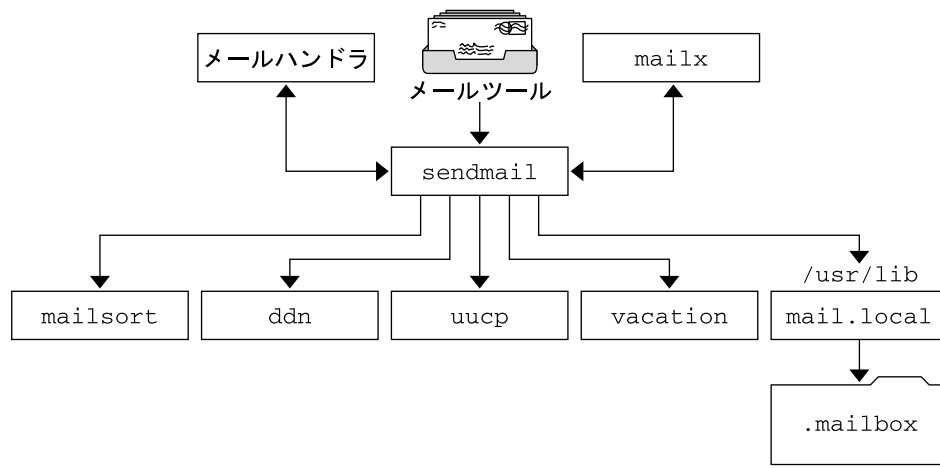 メールハンドラ
mailx
メールツール
sendmail
/usr/lib
mailsort
ddn
uucp
vacation
mail.local
.mailbox